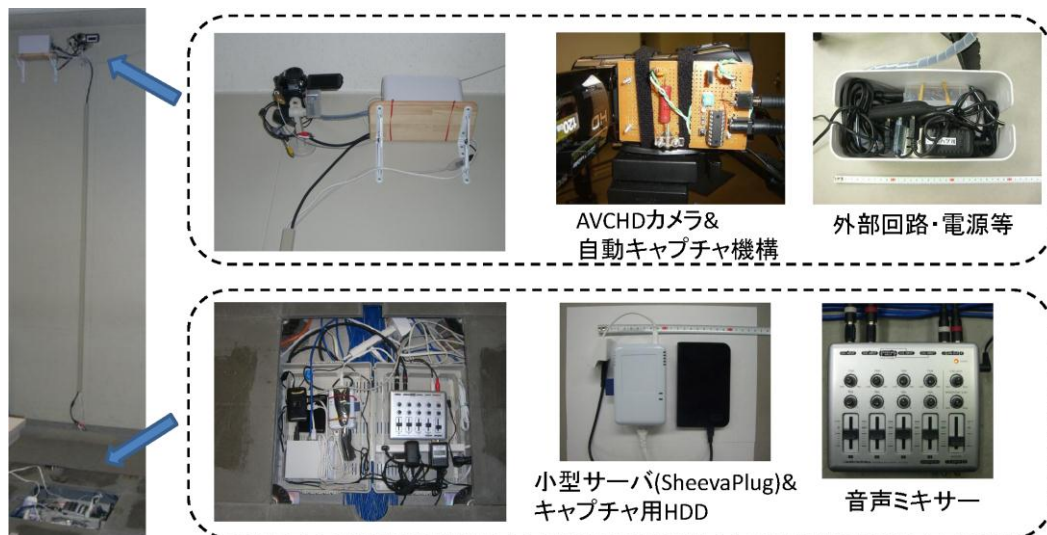 AVCHDカメラ&
自動キャプチャ機構
外部回路・電源等
小型サーバ(SheevaPlug)&
キャプチャ用HDD
音声ミキサー